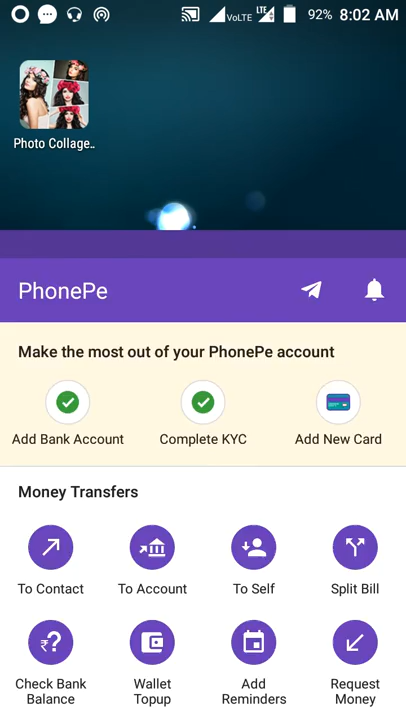 VoLTE LTE 92% 8:02 AM
Photo Collage..
PhonePe
Make the most out of your PhonePe account
Add Bank Account Complete KYC Add New Card
Money Transfers
To Contact To Account To Self Split Bill
Check Bank Wallet Add Request
Balance Topup Reminders Money